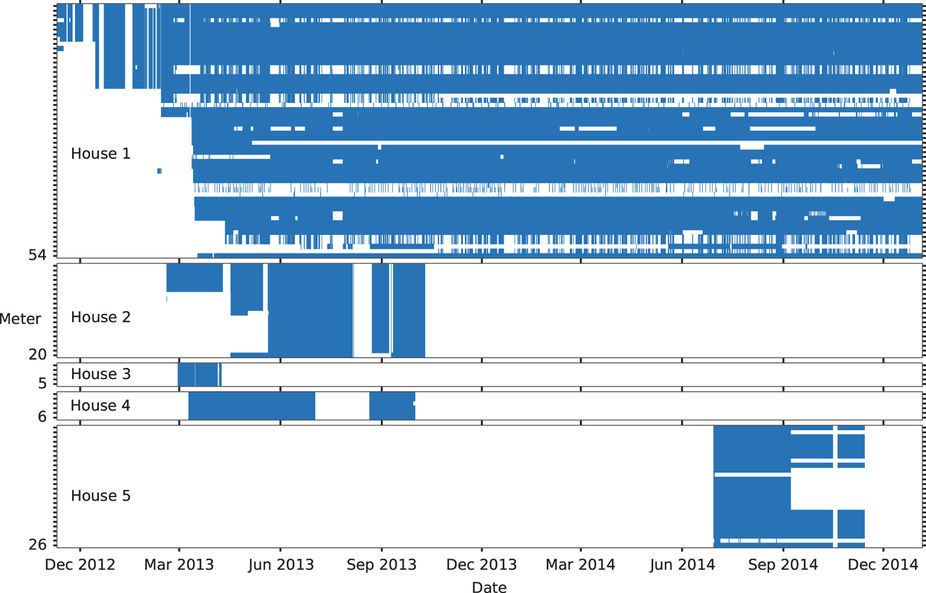 House 1
54
House 2
Meter
20
House 3
5
House 4
6
House 5
26
Dec 2012 Mar 2013 Jun 2013 Sep 2013 Dec 2013 Mar 2014 Jun 2014 Sep 2014 Dec 2014
Date